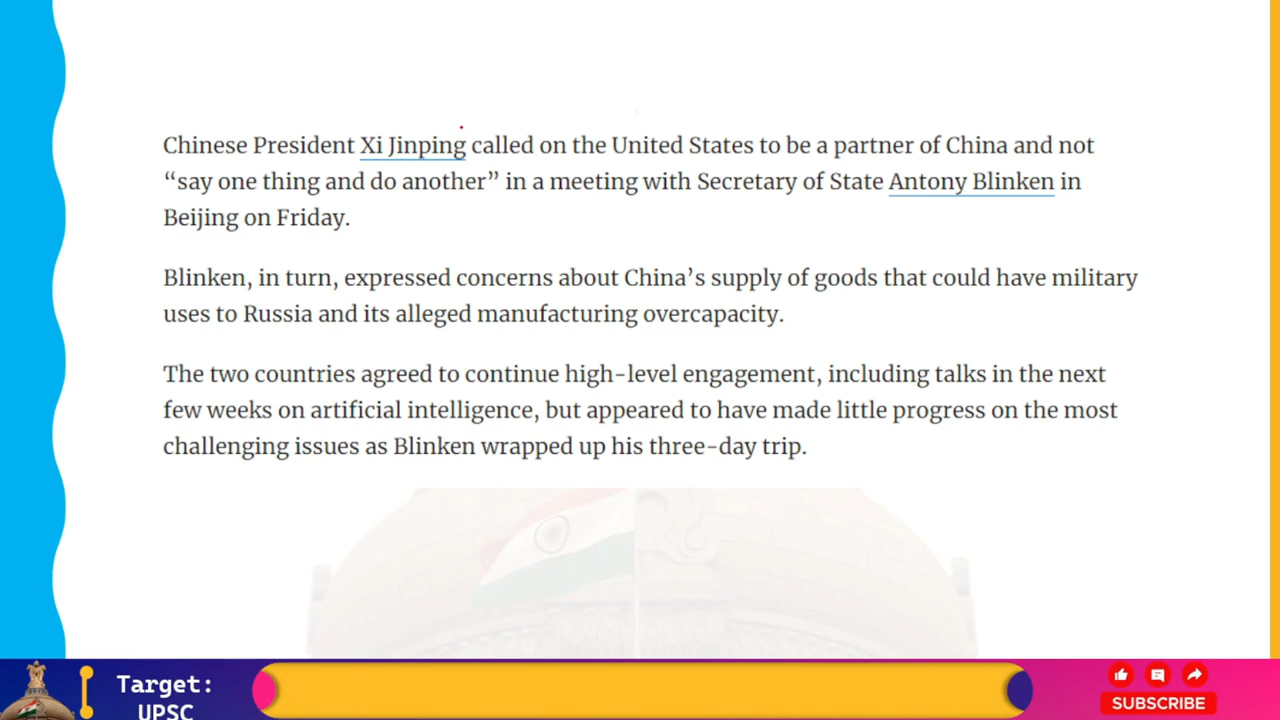 Chinese President Xi Jinping called on the United States to be a partner of China and not
“say one thing and do another” in a meeting with Secretary of State Antony Blinken in
Beijing on Friday.
Blinken, in turn, expressed concerns about China’s supply of goods that could have military
uses to Russia and its alleged manufacturing overcapacity.
The two countries agreed to continue high-level engagement, including talks in the next
few weeks on artificial intelligence, but appeared to have made little progress on the most
challenging issues as Blinken wrapped up his three-day trip.
Target:
UPSC
SUBSCRIBE